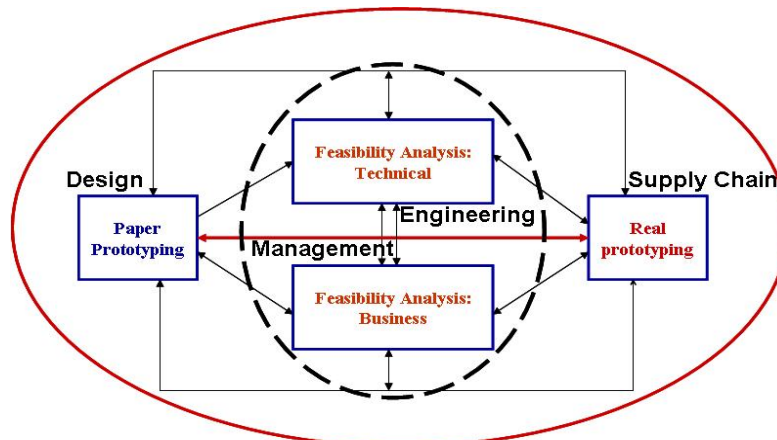 Feasibility Analysis:
Technical
Design
Supply Chain
Paper
Prototyping
Engineering
Management
Real
prototyping
Feasibility Analysis:
Business